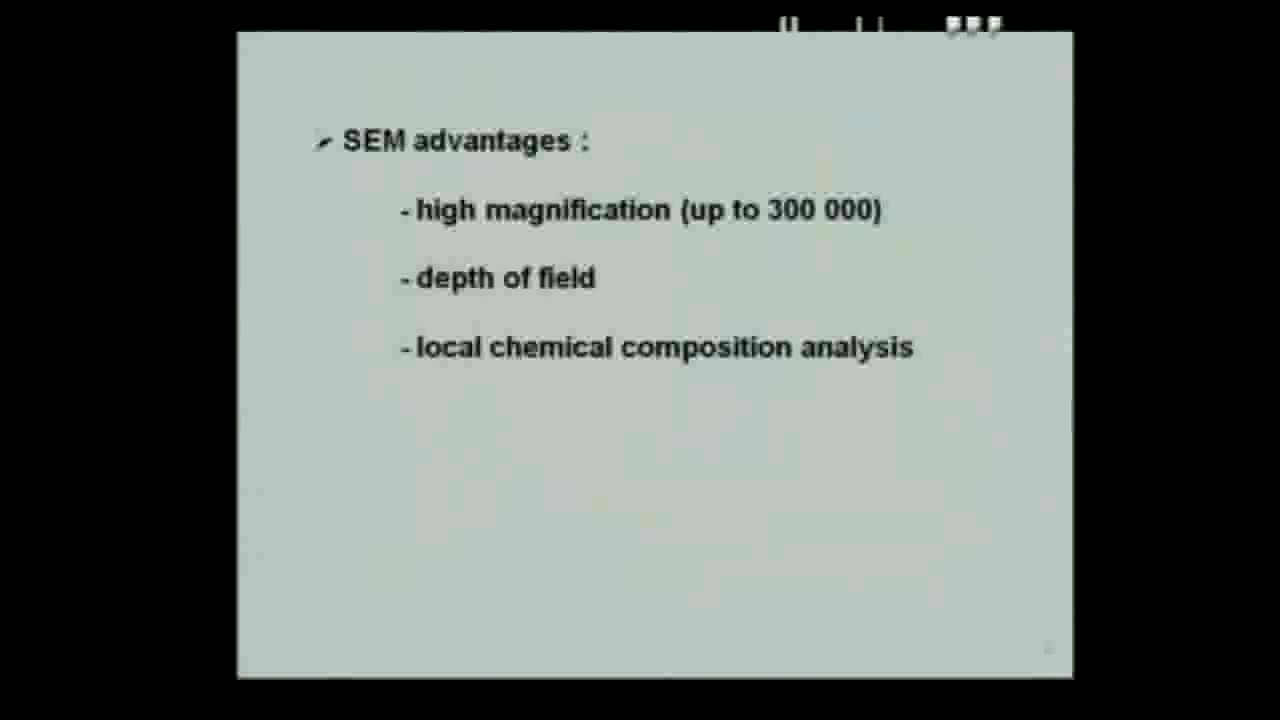 ➢ SEM advantages :
- high magnification (up to 300 000)
- depth of field
- local chemical composition analysis